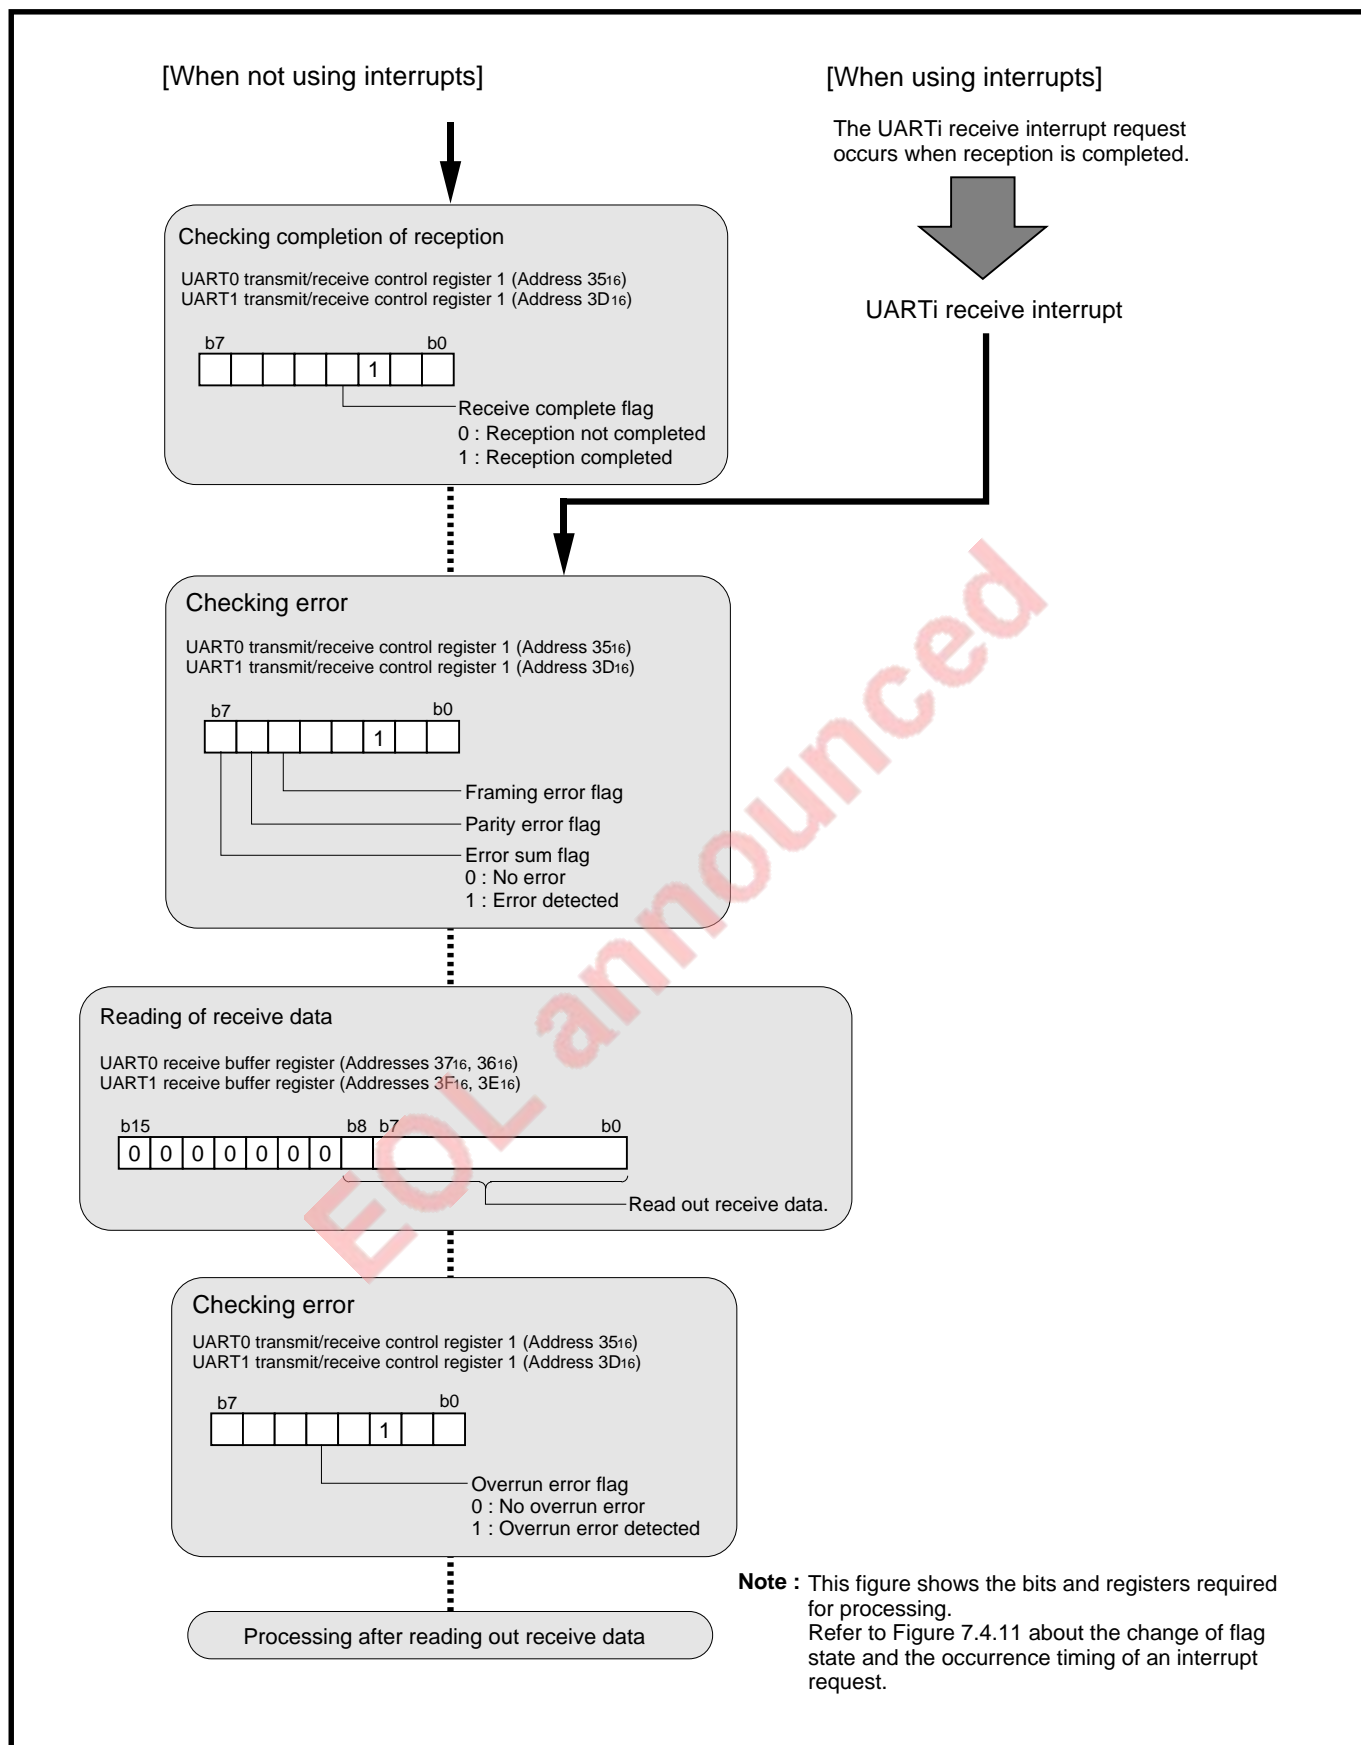 [When not using interrupts]
[When using interrupts]
The UARTi receive interrupt request
occurs when reception is completed.
UARTi receive interrupt
Checking completion of reception
UART0 transmit/receive control register 1 (Address 3516)
UART1 transmit/receive control register 1 (Address 3D16)
b7 b0
1
Receive complete flag
0 : Reception not completed
1 : Reception completed
Checking error
UART0 transmit/receive control register 1 (Address 3516)
UART1 transmit/receive control register 1 (Address 3D16)
b7 b0
1
Framing error flag
Parity error flag
Error sum flag
0 : No error
1 : Error detected
Reading of receive data
UART0 receive buffer register (Addresses 3716, 3616)
UART1 receive buffer register (Addresses 3F16, 3E16)
b15 b8 b7 b0
0 0 0 0 0 0 0
Read out receive data.
Checking error
UART0 transmit/receive control register 1 (Address 3516)
UART1 transmit/receive control register 1 (Address 3D16)
b7 b0
1
Overrun error flag
0 : No overrun error
1 : Overrun error detected
Processing after reading out receive data
Note : This figure shows the bits and registers required
for processing.
Refer to Figure 7.4.11 about the change of flag
state and the occurrence timing of an interrupt
request.
EOL announced